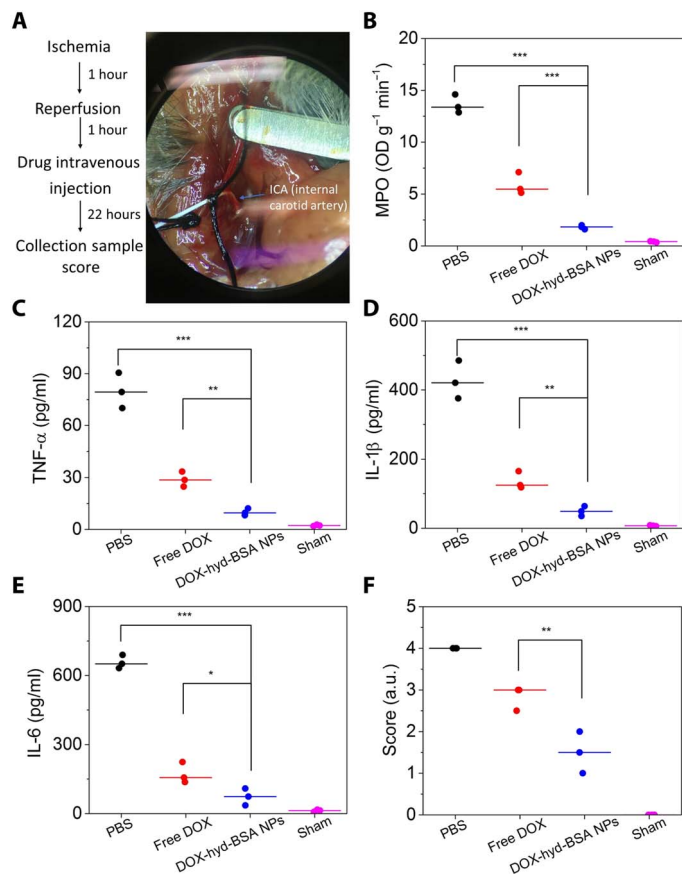 A
Ischemia
1 hour
Reperfusion
1 hour
Drug intravenous
injection
22 hours
Collection sample
score
ICA (internal
carotid artery)
B
MPO (OD g⁻¹ min⁻¹)
20
15
10
5
0
***
***
PBS
Free DOX
DOX-hyd-BSA NPs
Sham
C
TNF-α (pg/ml)
120
90
60
30
0
***
**
PBS
Free DOX
DOX-hyd-BSA NPs
Sham
D
IL-1β (pg/ml)
600
400
200
0
***
**
PBS
Free DOX
DOX-hyd-BSA NPs
Sham
E
IL-6 (pg/ml)
900
600
300
0
***
*
PBS
Free DOX
DOX-hyd-BSA NPs
Sham
F
Score (a.u.)
5
4
3
2
1
0
**
PBS
Free DOX
DOX-hyd-BSA NPs
Sham